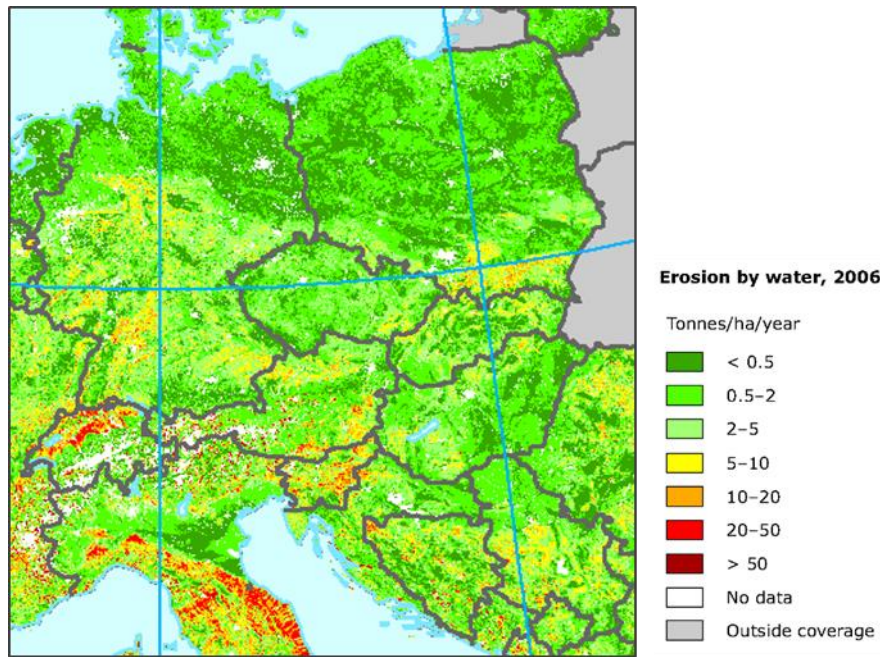 Erosion by water, 2006
Tonnes/ha/year
< 0.5
0.5–2
2–5
5–10
10–20
20–50
> 50
No data
Outside coverage